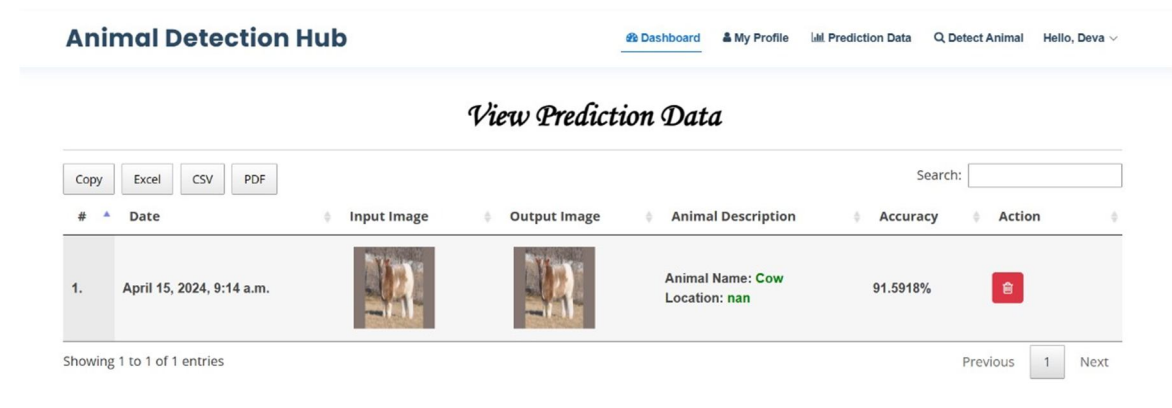 Animal Detection Hub
Dashboard My Profile Prediction Data Detect Animal Hello, Deva
View Prediction Data
Copy Excel CSV PDF Search:
# Date Input Image Output Image Animal Description Accuracy Action
1. April 15, 2024, 9:14 a.m. Animal Name: Cow
Location: nan 91.5918%
Showing 1 to 1 of 1 entries Previous 1 Next